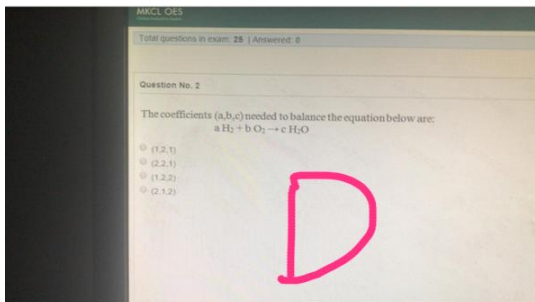 MKCL OES
Total questions in exam: 25 | Answered: 0
Question No. 2
The coefficients (a,b,c) needed to balance the equation below are:
a H₂ + b O₂ → c H₂O
(1,2,1)
(2,2,1)
(1,2,2)
(2,1,2)
D